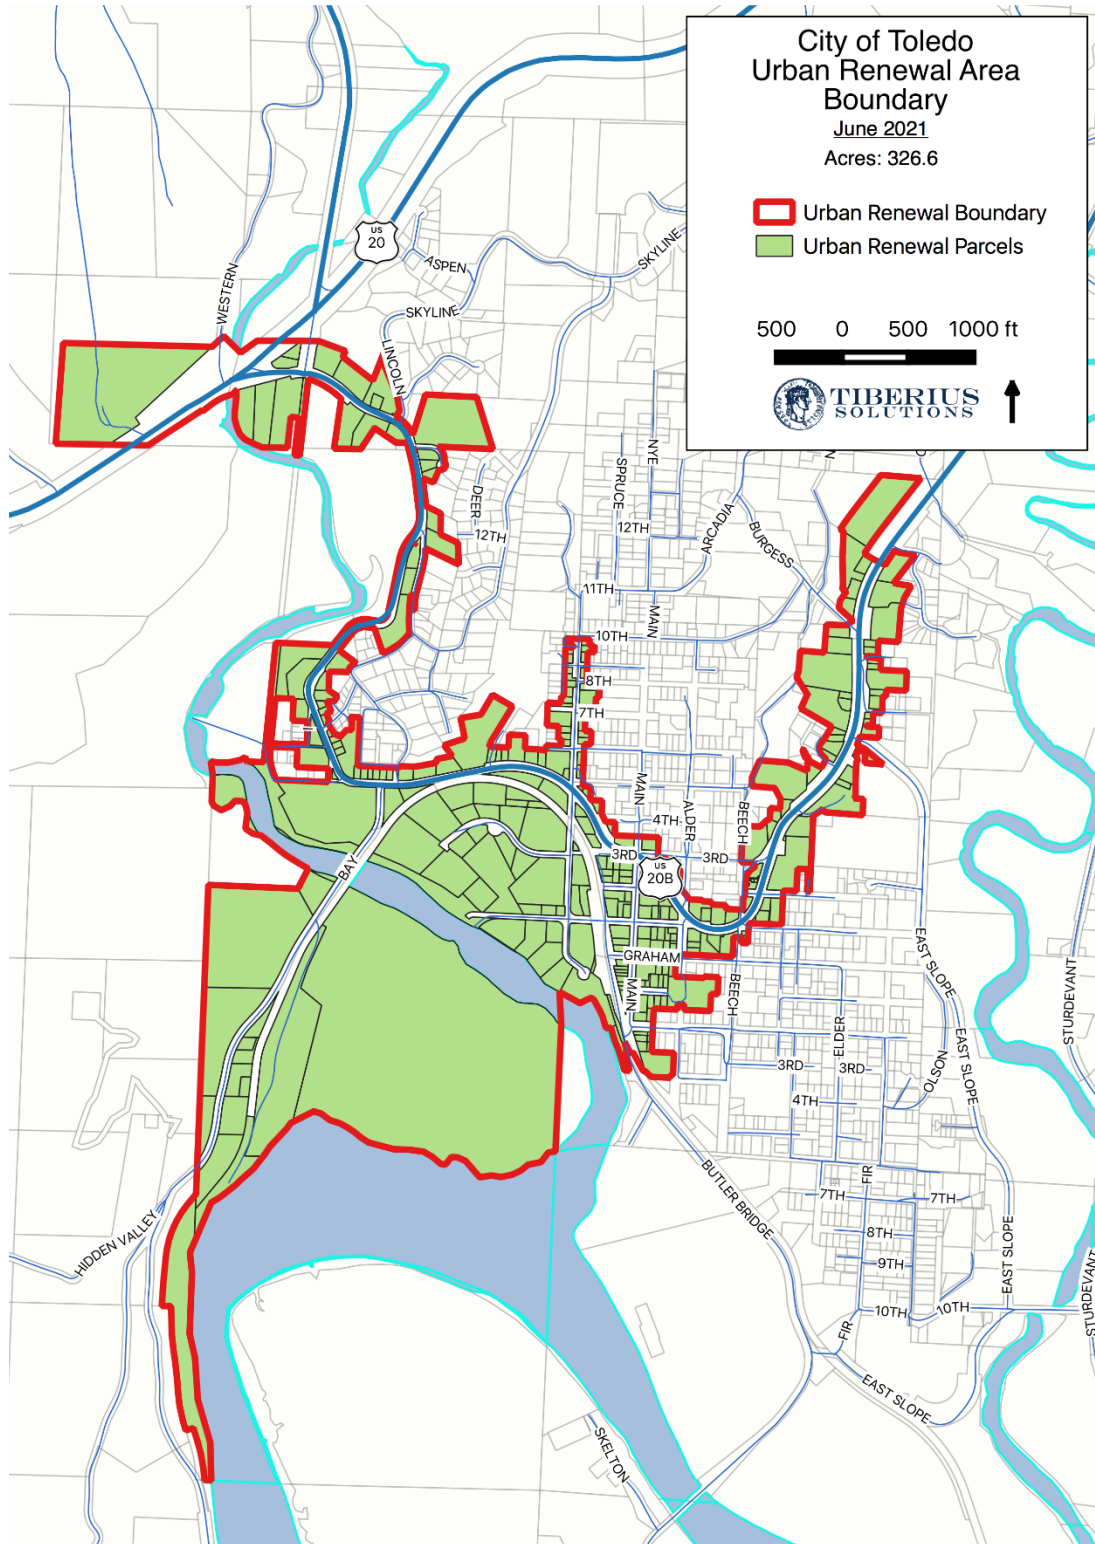 City of Toledo
Urban Renewal Area
Boundary
June 2021
Acres: 326.6
Urban Renewal Boundary
Urban Renewal Parcels
500 0 500 1000 ft
TIBERIUS
SOLUTIONS
US
20
ASPEN
SKYLINE
WESTERN
SKYLINE
LINCOLN
NYE
SPRUCE
DEER
12TH
12TH
ARCADIA
BURGESS
11TH
MAIN
10TH
8TH
7TH
MAIN
ALDER
BEECH
4TH
3RD
3RD
US
20B
BAY
GRAHAM
MAIN
BEECH
EAST SLOPE
STURDEVANT
ELDER
EAST SLOPE
OLSON
3RD
3RD
4TH
BUTLER BRIDGE
FIR
7TH
7TH
8TH
HIDDEN VALLEY
9TH
EAST SLOPE
STURDEVANT
10TH
10TH
FIR
EAST SLOPE
SKELTON